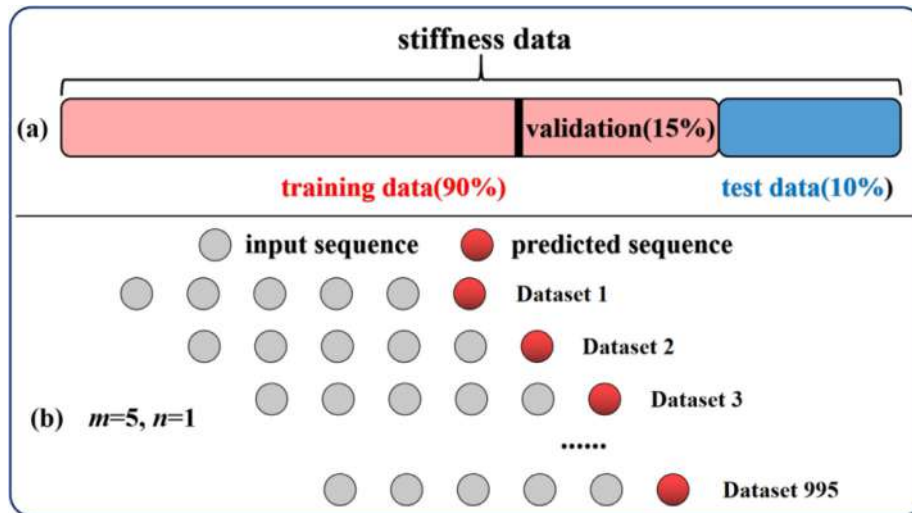 stiffness data
(a)
validation(15%)
training data(90%)
test data(10%)
input sequence
predicted sequence
Dataset 1
Dataset 2
Dataset 3
(b) m=5, n=1
......
Dataset 995